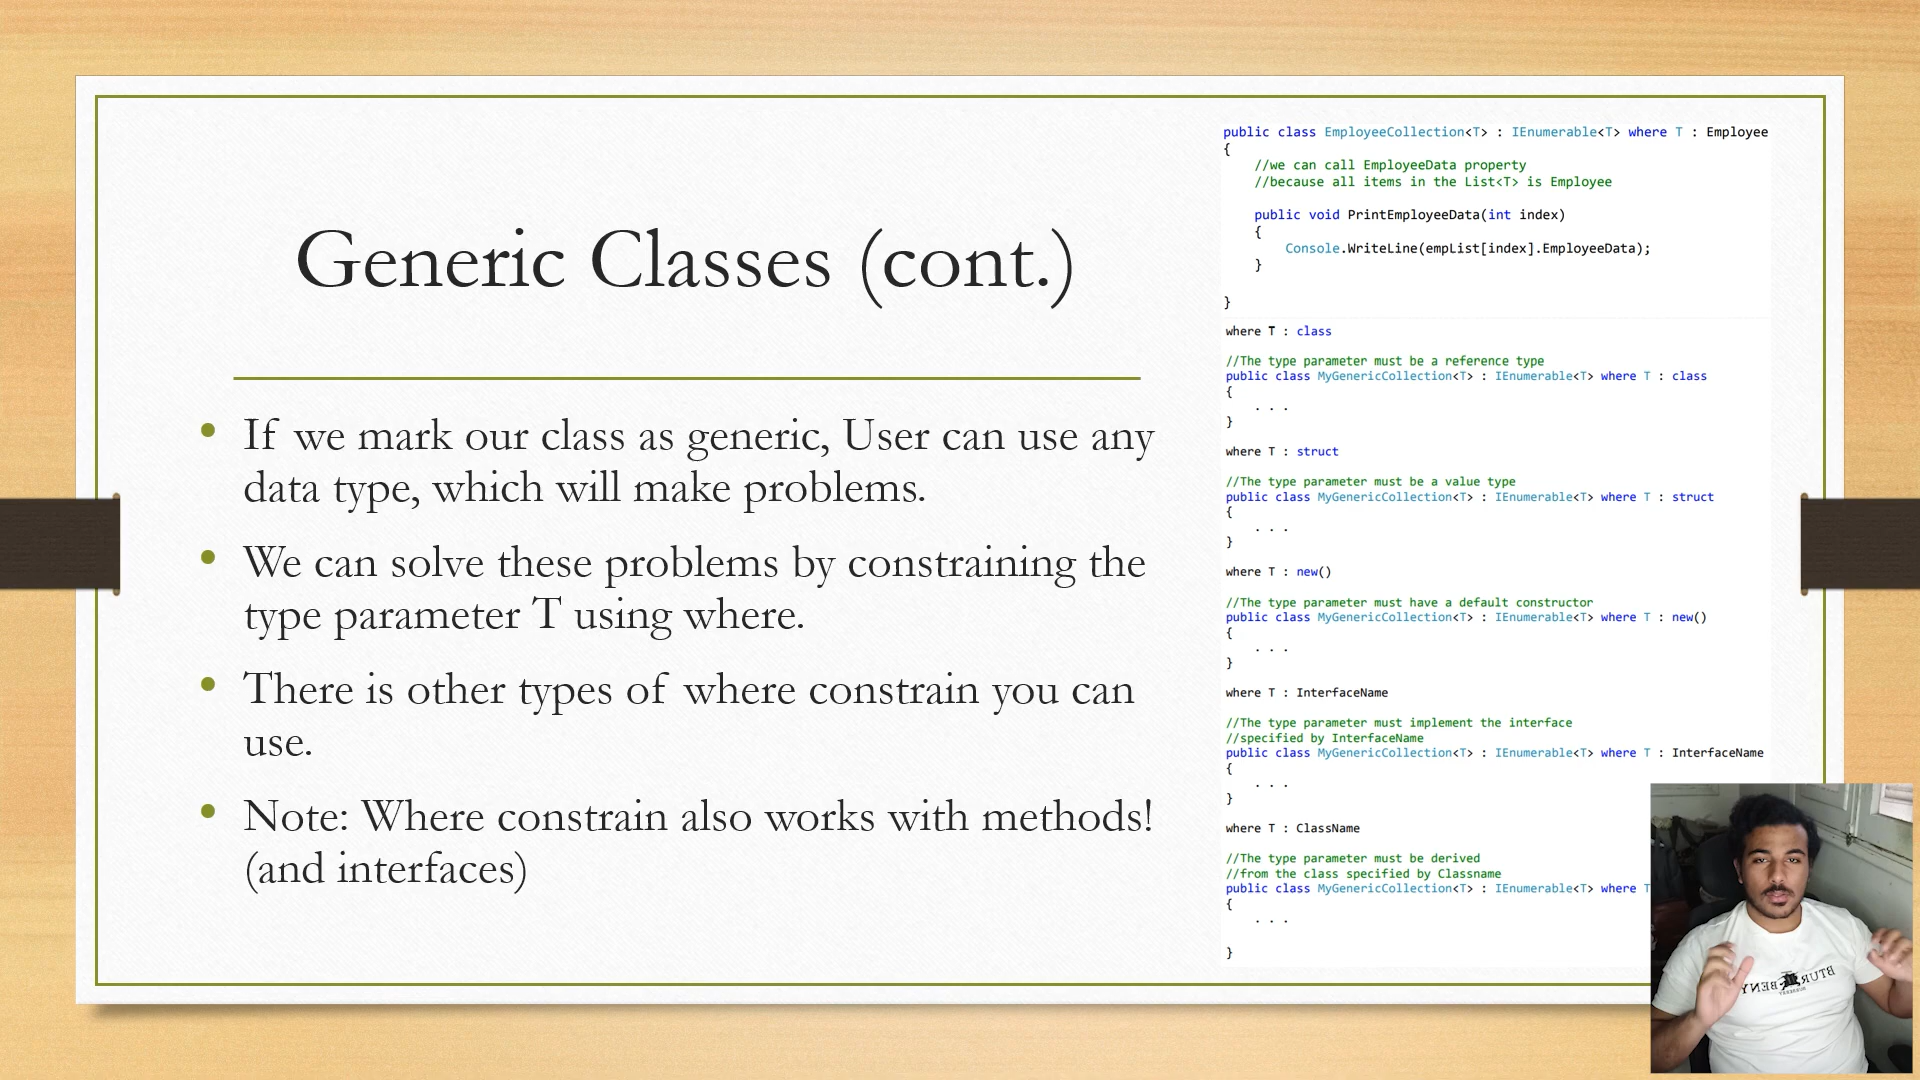 Generic Classes (cont.)
• If we mark our class as generic, User can use any
data type, which will make problems.
• We can solve these problems by constraining the
type parameter T using where.
• There is other types of where constrain you can
use.
• Note: Where constrain also works with methods!
(and interfaces)
public class EmployeeCollection<T> : IEnumerable<T> where T : Employee
{
//we can call EmployeeData property
//because all items in the List<T> is Employee
public void PrintEmployeeData(int index)
{
Console.WriteLine(empList[index].EmployeeData);
}
}
where T : class
//The type parameter must be a reference type
public class MyGenericCollection<T> : IEnumerable<T> where T : class
{
. . .
}
where T : struct
//The type parameter must be a value type
public class MyGenericCollection<T> : IEnumerable<T> where T : struct
{
. . .
}
where T : new()
//The type parameter must have a default constructor
public class MyGenericCollection<T> : IEnumerable<T> where T : new()
{
. . .
}
where T : InterfaceName
//The type parameter must implement the interface
//specified by InterfaceName
public class MyGenericCollection<T> : IEnumerable<T> where T : InterfaceName
{
. . .
}
where T : ClassName
//The type parameter must be derived
//from the class specified by Classname
public class MyGenericCollection<T> : IEnumerable<T> where T
{
. . .
}